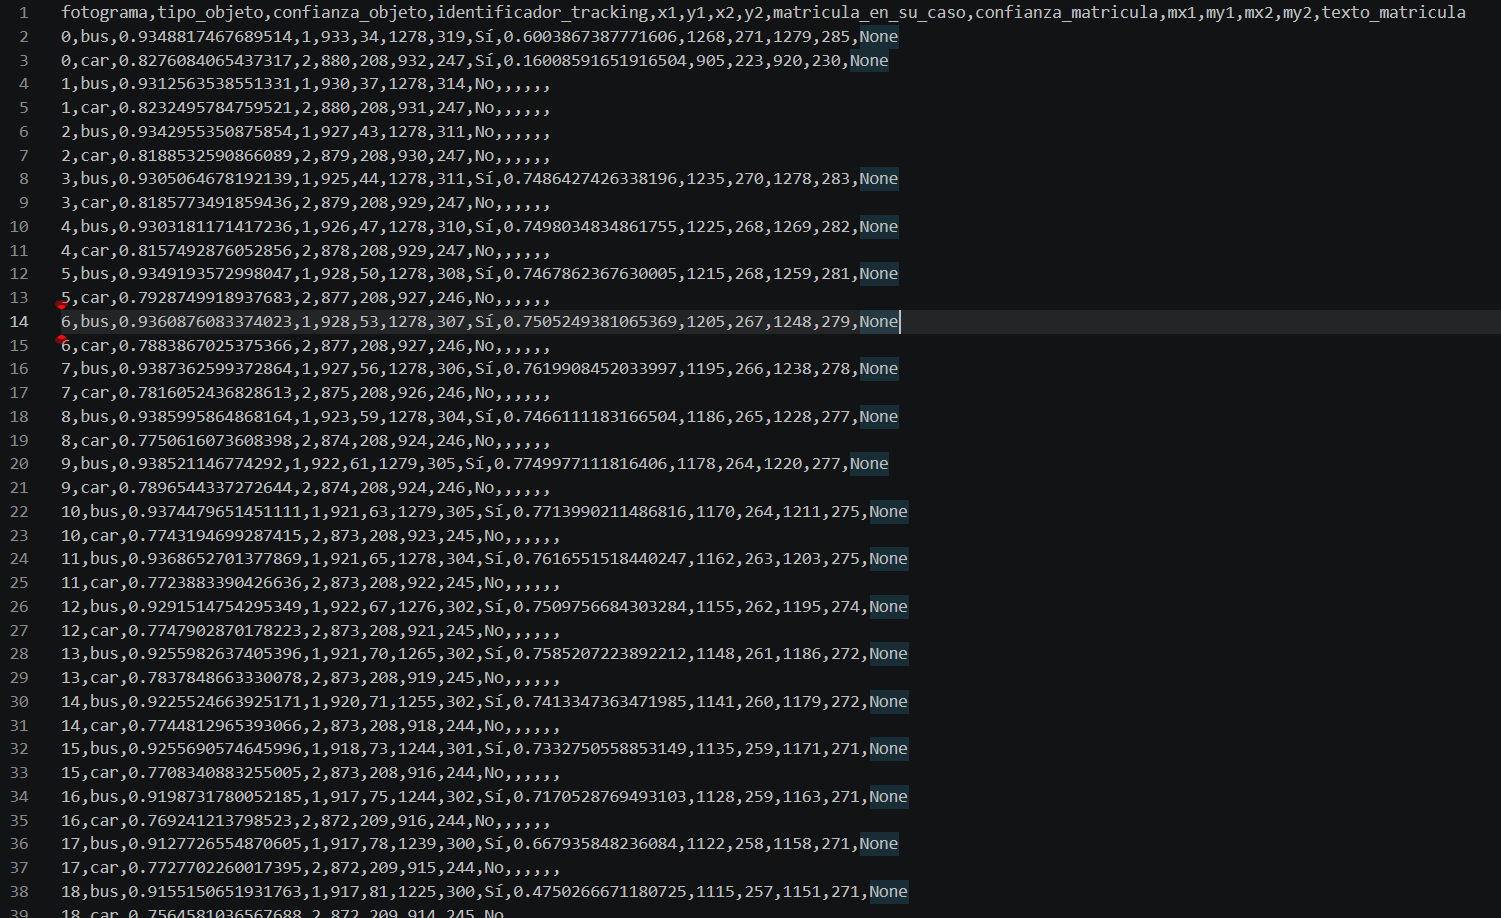 1 fotograma,tipo_objeto,confianza_objeto,identificador_tracking,x1,y1,x2,y2,matricula_en_su_caso,confianza_matricula,mx1,my1,mx2,my2,texto_matricula
2 0,bus,0.9348817467689514,1,933,34,1278,319,Sí,0.6003867387771606,1268,271,1279,285,None
3 0,car,0.8276084065437317,2,880,208,932,247,Sí,0.16008591651916504,905,223,920,230,None
4 1,bus,0.9312563538551331,1,930,37,1278,314,No,,,,,,
5 1,car,0.8232495784759521,2,880,208,931,247,No,,,,,,
6 2,bus,0.9342955350875854,1,927,43,1278,311,No,,,,,,
7 2,car,0.8188532590866089,2,879,208,930,247,No,,,,,,
8 3,bus,0.9305064678192139,1,925,44,1278,311,Sí,0.7486427426338196,1235,270,1278,283,None
9 3,car,0.8185773491859436,2,879,208,929,247,No,,,,,,
10 4,bus,0.9303181171417236,1,926,47,1278,310,Sí,0.7498034834861755,1225,268,1269,282,None
11 4,car,0.8157492876052856,2,878,208,929,247,No,,,,,,
12 5,bus,0.9349193572998047,1,928,50,1278,308,Sí,0.7467862367630005,1215,268,1259,281,None
13 5,car,0.7928749918937683,2,877,208,927,246,No,,,,,,
14 6,bus,0.9360876083374023,1,928,53,1278,307,Sí,0.7505249381065369,1205,267,1248,279,None
15 6,car,0.7883867025375366,2,877,208,927,246,No,,,,,,
16 7,bus,0.9387362599372864,1,927,56,1278,306,Sí,0.7619908452033997,1195,266,1238,278,None
17 7,car,0.7816052436828613,2,875,208,926,246,No,,,,,,
18 8,bus,0.9385995864868164,1,923,59,1278,304,Sí,0.7466111183166504,1186,265,1228,277,None
19 8,car,0.7750616073608398,2,874,208,924,246,No,,,,,,
20 9,bus,0.938521146774292,1,922,61,1279,305,Sí,0.7749977111816406,1178,264,1220,277,None
21 9,car,0.7896544337272644,2,874,208,924,246,No,,,,,,
22 10,bus,0.9374479651451111,1,921,63,1279,305,Sí,0.7713990211486816,1170,264,1211,275,None
23 10,car,0.7743194699287415,2,873,208,923,245,No,,,,,,
24 11,bus,0.9368652701377869,1,921,65,1278,304,Sí,0.7616551518440247,1162,263,1203,275,None
25 11,car,0.7723883390426636,2,873,208,922,245,No,,,,,,
26 12,bus,0.9291514754295349,1,922,67,1276,302,Sí,0.7509756684303284,1155,262,1195,274,None
27 12,car,0.7747902870178223,2,873,208,921,245,No,,,,,,
28 13,bus,0.9255982637405396,1,921,70,1265,302,Sí,0.7585207223892212,1148,261,1186,272,None
29 13,car,0.7837848663330078,2,873,208,919,245,No,,,,,,
30 14,bus,0.9225524663925171,1,920,71,1255,302,Sí,0.7413347363471985,1141,260,1179,272,None
31 14,car,0.7744812965393066,2,873,208,918,244,No,,,,,,
32 15,bus,0.9255690574645996,1,918,73,1244,301,Sí,0.7332750558853149,1135,259,1171,271,None
33 15,car,0.7708340883255005,2,873,208,916,244,No,,,,,,
34 16,bus,0.9198731780052185,1,917,75,1244,302,Sí,0.7170528769493103,1128,259,1163,271,None
35 16,car,0.769241213798523,2,872,209,916,244,No,,,,,,
36 17,bus,0.9127726554870605,1,917,78,1239,300,Sí,0.667935848236084,1122,258,1158,271,None
37 17,car,0.7727702260017395,2,872,209,915,244,No,,,,,,
38 18,bus,0.9155150651931763,1,917,81,1225,300,Sí,0.4750266671180725,1115,257,1151,271,None
39 18,car,0.7564581036567688,2,872,209,914,245,No